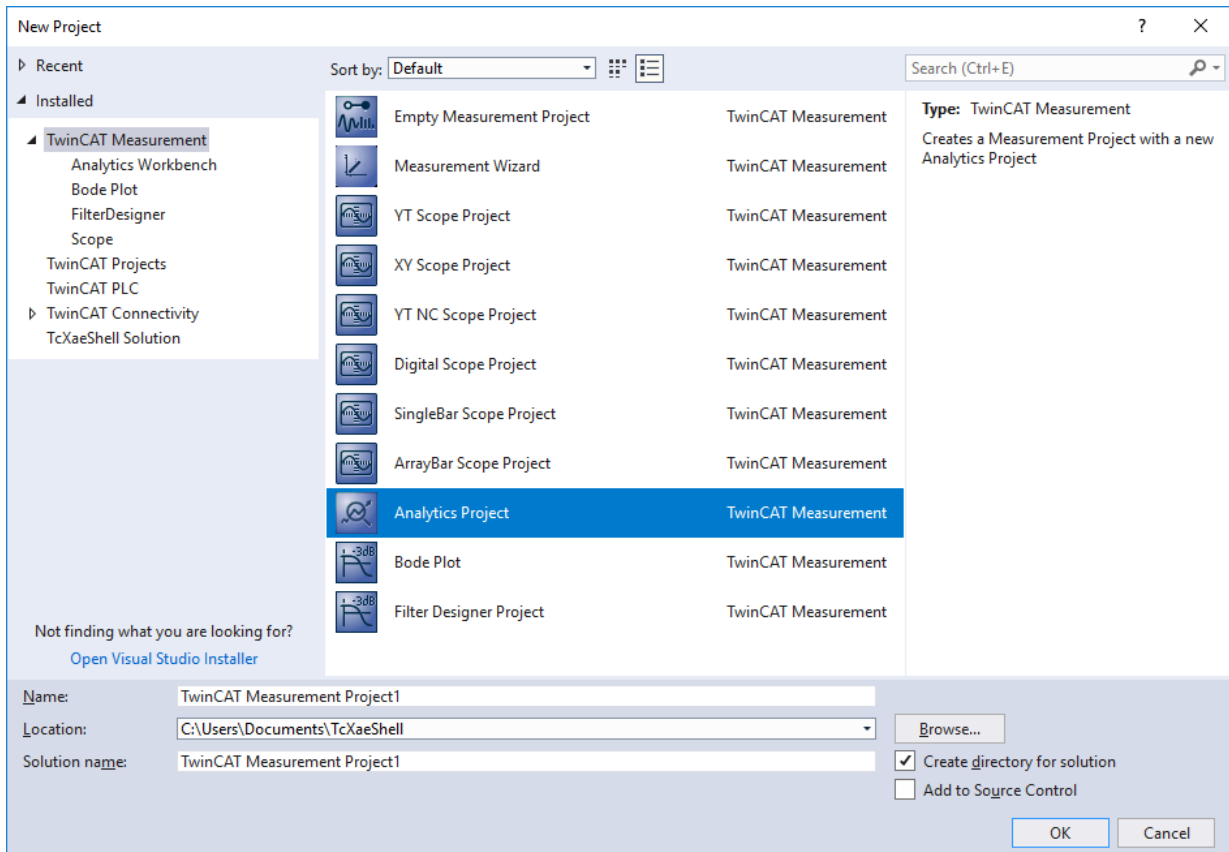 New Project
?
Recent
Sort by: Default
Search (Ctrl+E)
Installed
TwinCAT Measurement
Analytics Workbench
Bode Plot
FilterDesigner
Scope
TwinCAT Projects
TwinCAT PLC
TwinCAT Connectivity
TcXaeShell Solution
Empty Measurement Project TwinCAT Measurement
Measurement Wizard TwinCAT Measurement
YT Scope Project TwinCAT Measurement
XY Scope Project TwinCAT Measurement
YT NC Scope Project TwinCAT Measurement
Digital Scope Project TwinCAT Measurement
SingleBar Scope Project TwinCAT Measurement
ArrayBar Scope Project TwinCAT Measurement
Analytics Project TwinCAT Measurement
-3dB Bode Plot TwinCAT Measurement
-3dB Filter Designer Project TwinCAT Measurement
Type: TwinCAT Measurement
Creates a Measurement Project with a new
Analytics Project
Not finding what you are looking for?
Open Visual Studio Installer
Name: TwinCAT Measurement Project1
Location: C:\Users\Documents\TcXaeShell Browse...
Solution name: TwinCAT Measurement Project1 Create directory for solution
Add to Source Control
OK Cancel